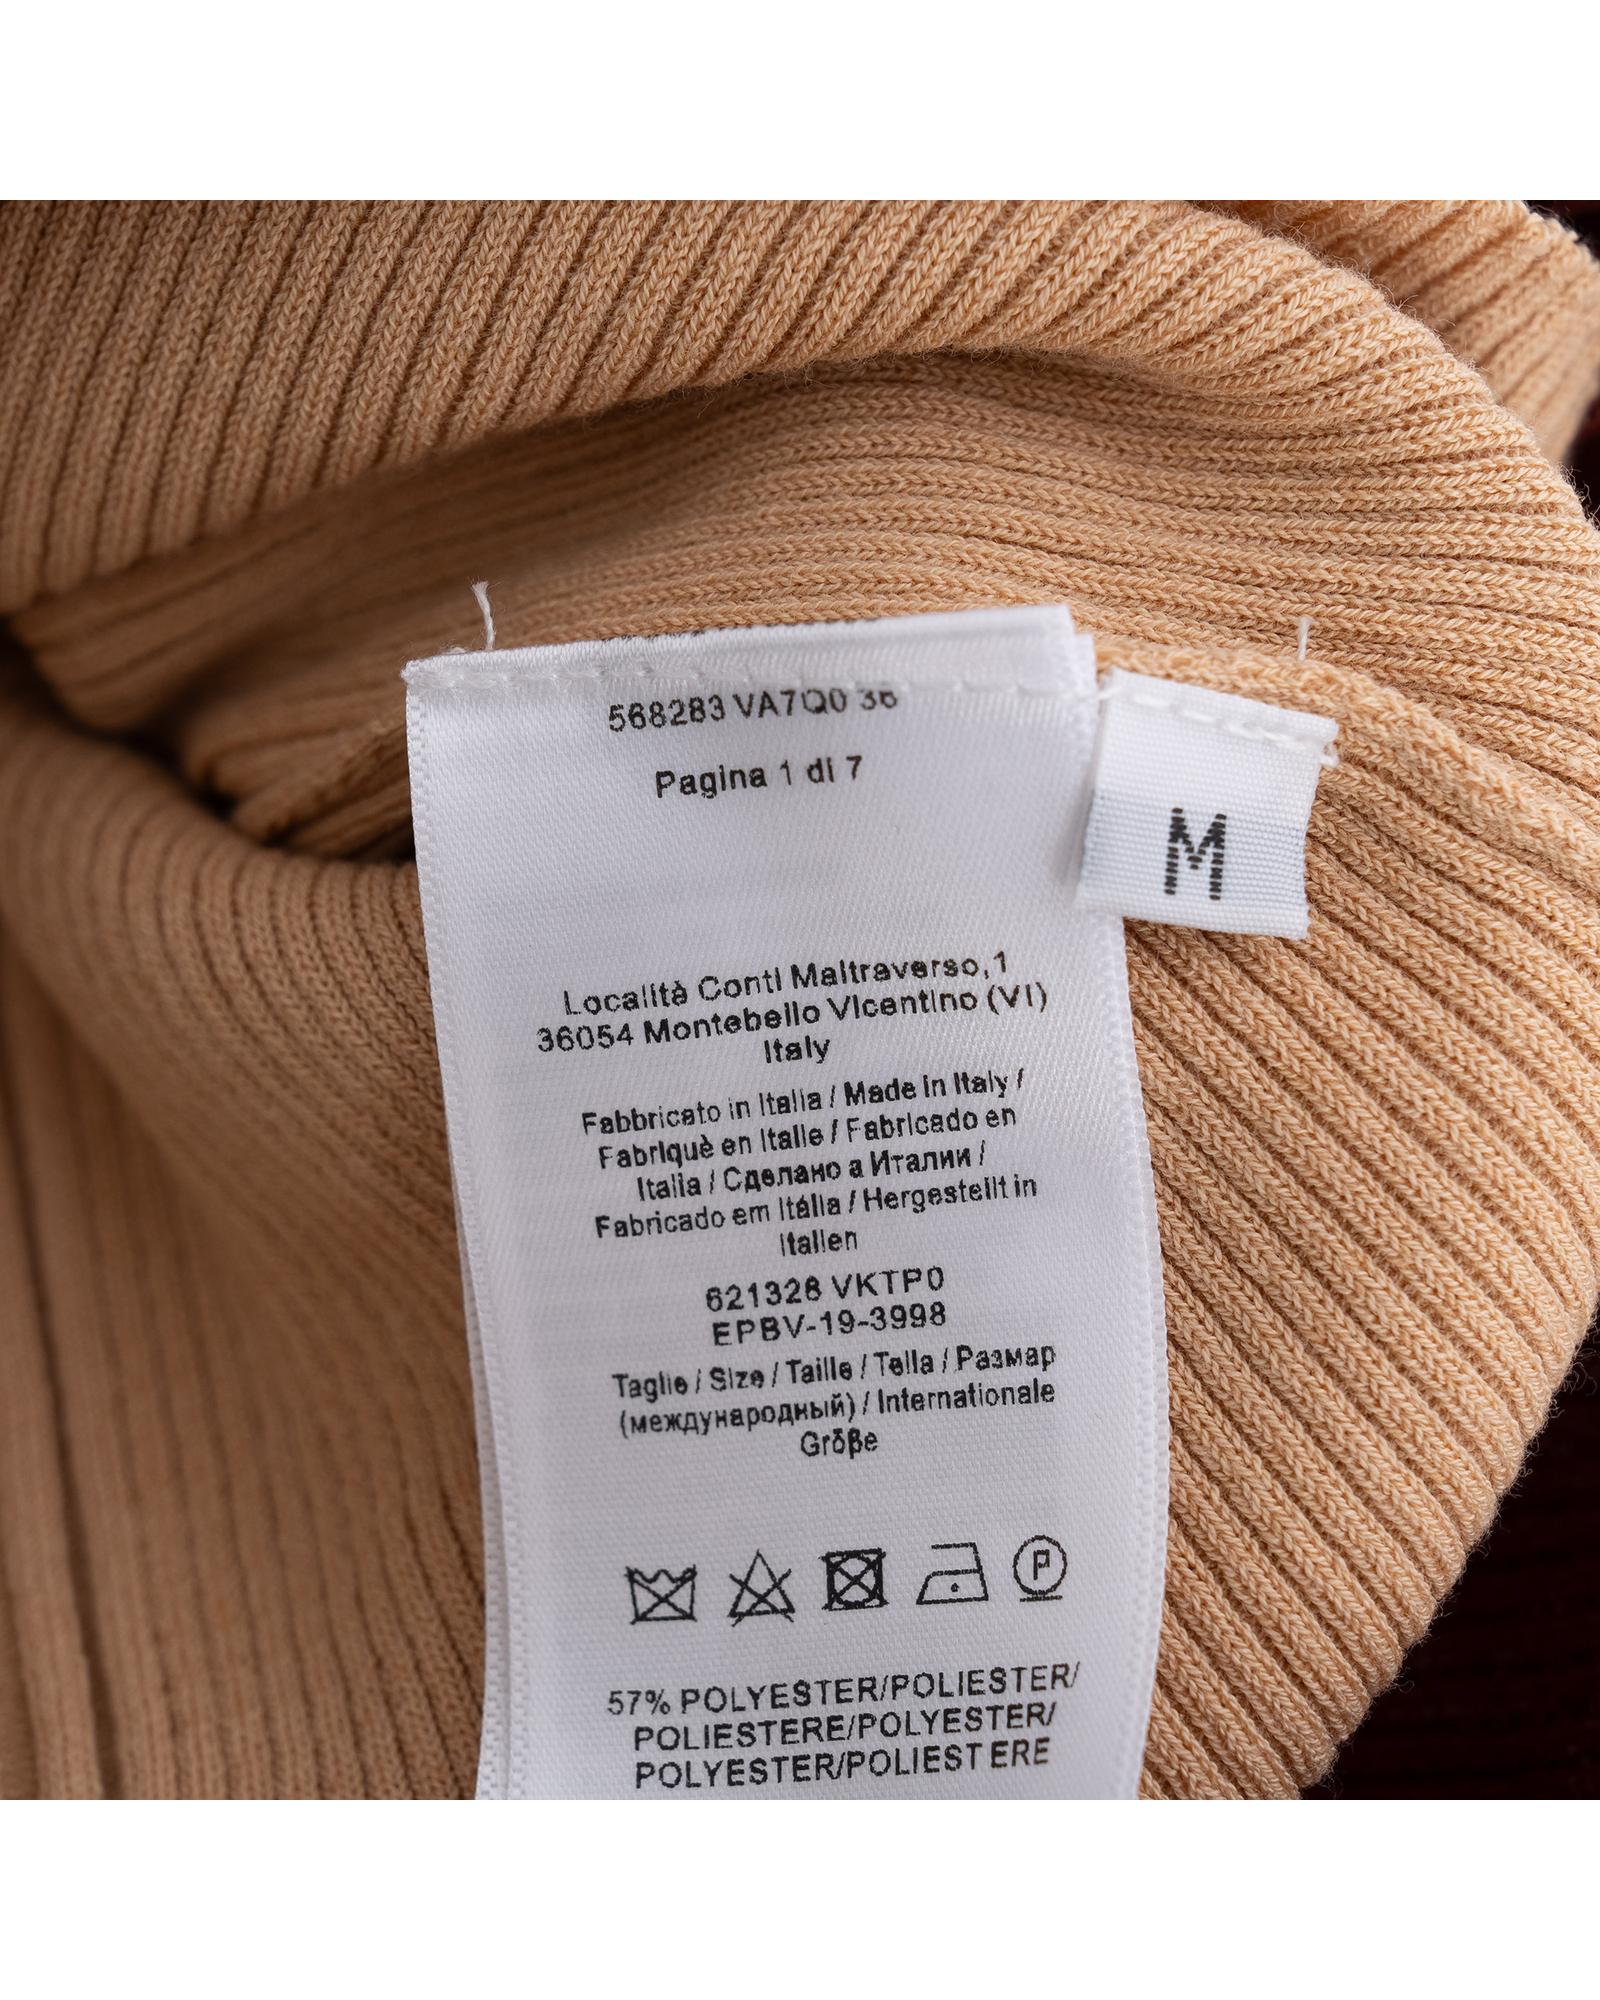 568283 VA7Q0 36
Pagina 1 di 7
M
Località Conti Maltraverso,1
36054 Montebello Vicentino (VI)
Italy
Fabbricato in Italia / Made in Italy /
Fabriquè en Italie / Fabricado en
Italia / Сделано в Италии /
Fabricado em Itália / Hergestellt in
Italien
621328 VKTP0
EPBV-19-3998
Taglie / Size / Taille / Talla / Размар
(международный) / Internationale
Größe
P
57% POLYESTER/POLIESTER/
POLIESTERE/POLYESTER/
POLYESTER/POLIESTERE